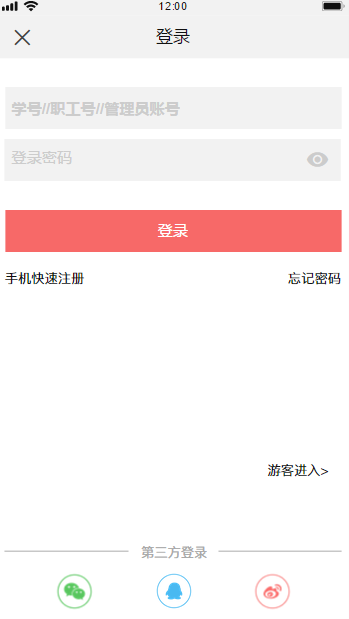 12:00
登录
学号//职工号//管理员账号
登录密码
登录
手机快速注册
忘记密码
游客进入>
第三方登录